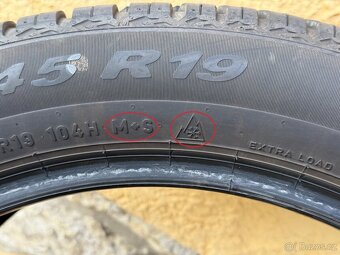 45 R19
R19 104H M+S
EXTRA LOAD
bazos.cz